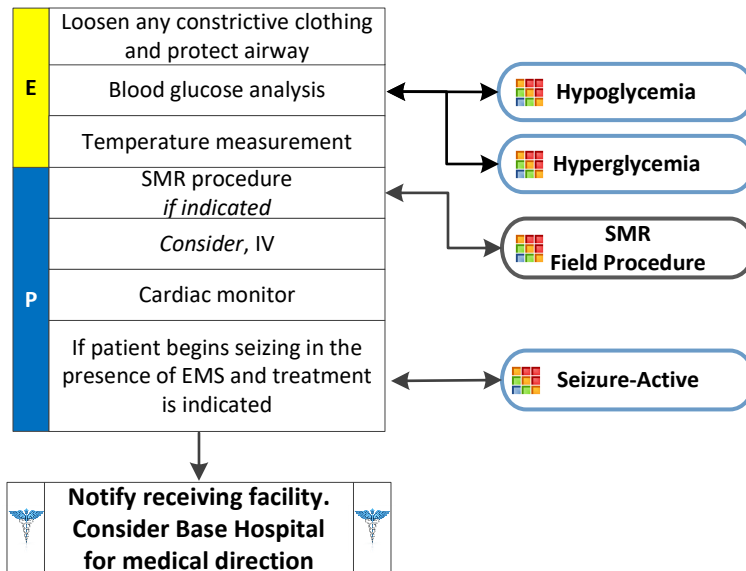 Loosen any constrictive clothing
and protect airway
E
Blood glucose analysis
Hypoglycemia
Temperature measurement
Hyperglycemia
SMR procedure
if indicated
SMR
Field Procedure
Consider, IV
P
Cardiac monitor
If patient begins seizing in the
presence of EMS and treatment
is indicated
Seizure-Active
Notify receiving facility.
Consider Base Hospital
for medical direction